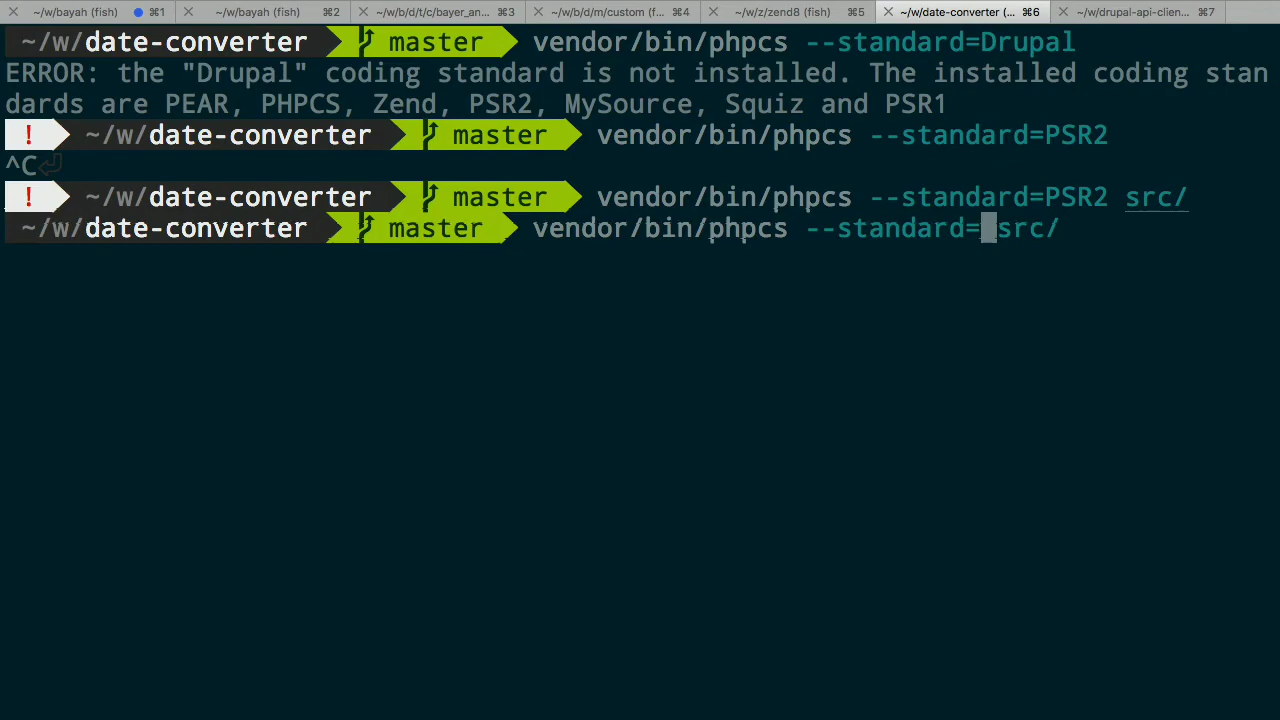 ~/w/bayah (fish) ⌘1 ~/w/bayah (fish) ⌘2 ~/w/b/d/t/c/bayer_an... ⌘3 ~/w/b/d/m/custom (f... ⌘4 ~/w/z/zend8 (fish) ⌘5 ~/w/date-converter (... ⌘6 ~/w/drupal-api-clien... ⌘7
~/w/date-converter master vendor/bin/phpcs --standard=Drupal
ERROR: the "Drupal" coding standard is not installed. The installed coding stan
dards are PEAR, PHPCS, Zend, PSR2, MySource, Squiz and PSR1
! ~/w/date-converter master vendor/bin/phpcs --standard=PSR2
^C⏎
! ~/w/date-converter master vendor/bin/phpcs --standard=PSR2 src/
~/w/date-converter master vendor/bin/phpcs --standard= src/